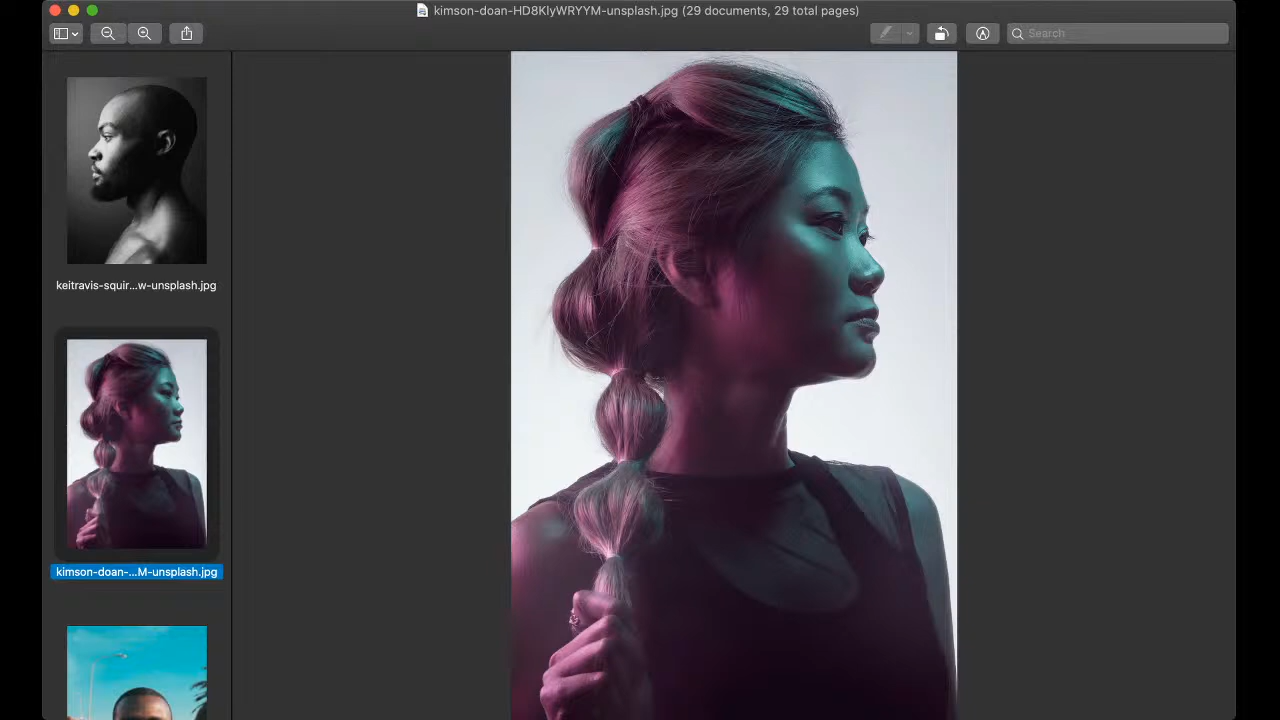 kimson-doan-HD8KlyWRYYM-unsplash.jpg (29 documents, 29 total pages)
Search
keitravis-squir...w-unsplash.jpg
kimson-doan-...M-unsplash.jpg